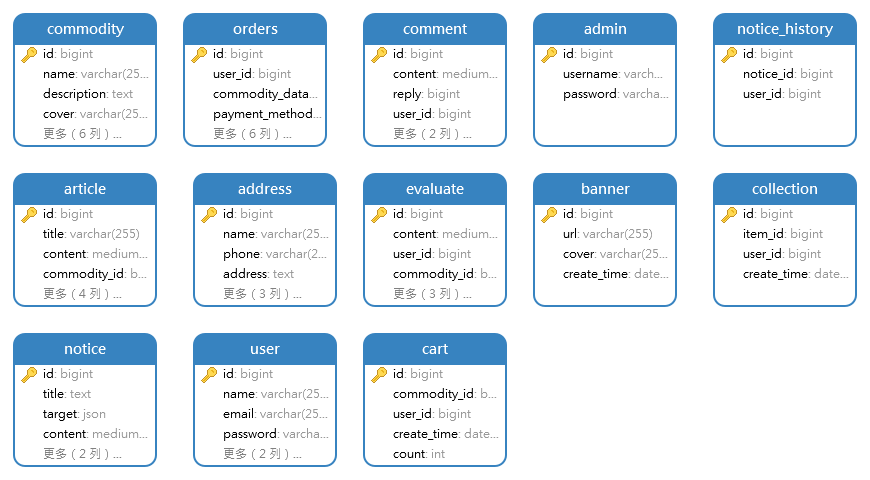 commodity
id: bigint
name: varchar(25...
description: text
cover: varchar(25...
更多 ( 6 列 ) ...
orders
id: bigint
user_id: bigint
commodity_data...
payment_method...
更多 ( 6 列 ) ...
comment
id: bigint
content: medium...
reply: bigint
user_id: bigint
更多 ( 2 列 ) ...
admin
id: bigint
username: varch...
password: varcha...
notice_history
id: bigint
notice_id: bigint
user_id: bigint
article
id: bigint
title: varchar(255)
content: medium...
commodity_id: b...
更多 ( 4 列 ) ...
address
id: bigint
name: varchar(25...
phone: varchar(2...
address: text
更多 ( 3 列 ) ...
evaluate
id: bigint
content: medium...
user_id: bigint
commodity_id: b...
更多 ( 3 列 ) ...
banner
id: bigint
url: varchar(255)
cover: varchar(25...
create_time: date...
collection
id: bigint
item_id: bigint
user_id: bigint
create_time: date...
notice
id: bigint
title: text
target: json
content: medium...
更多 ( 2 列 ) ...
user
id: bigint
name: varchar(25...
email: varchar(25...
password: varcha...
更多 ( 2 列 ) ...
cart
id: bigint
commodity_id: b...
user_id: bigint
create_time: date...
count: int